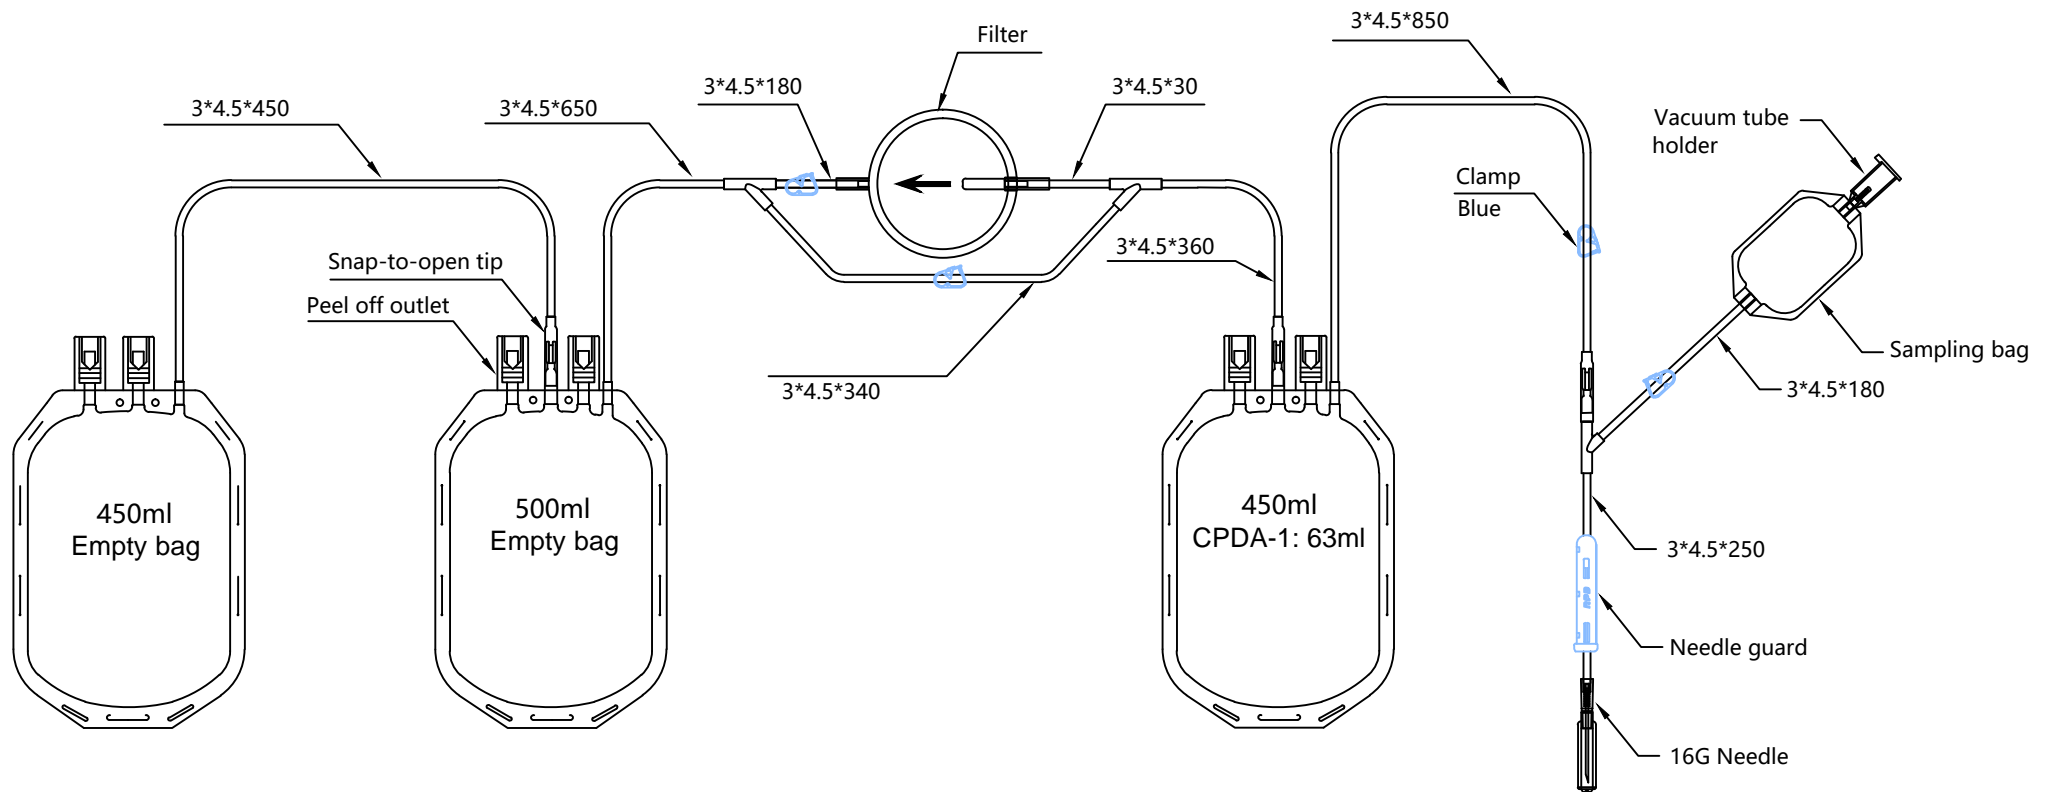 3*4.5*850
Filter
3*4.5*450
3*4.5*650
3*4.5*180
3*4.5*30
Vacuum tube
holder
Clamp
Blue
Snap-to-open tip
3*4.5*360
Peel off outlet
3*4.5*340
Sampling bag
3*4.5*180
450ml
Empty bag
500ml
Empty bag
450ml
CPDA-1: 63ml
3*4.5*250
RPS
Needle guard
16G Needle